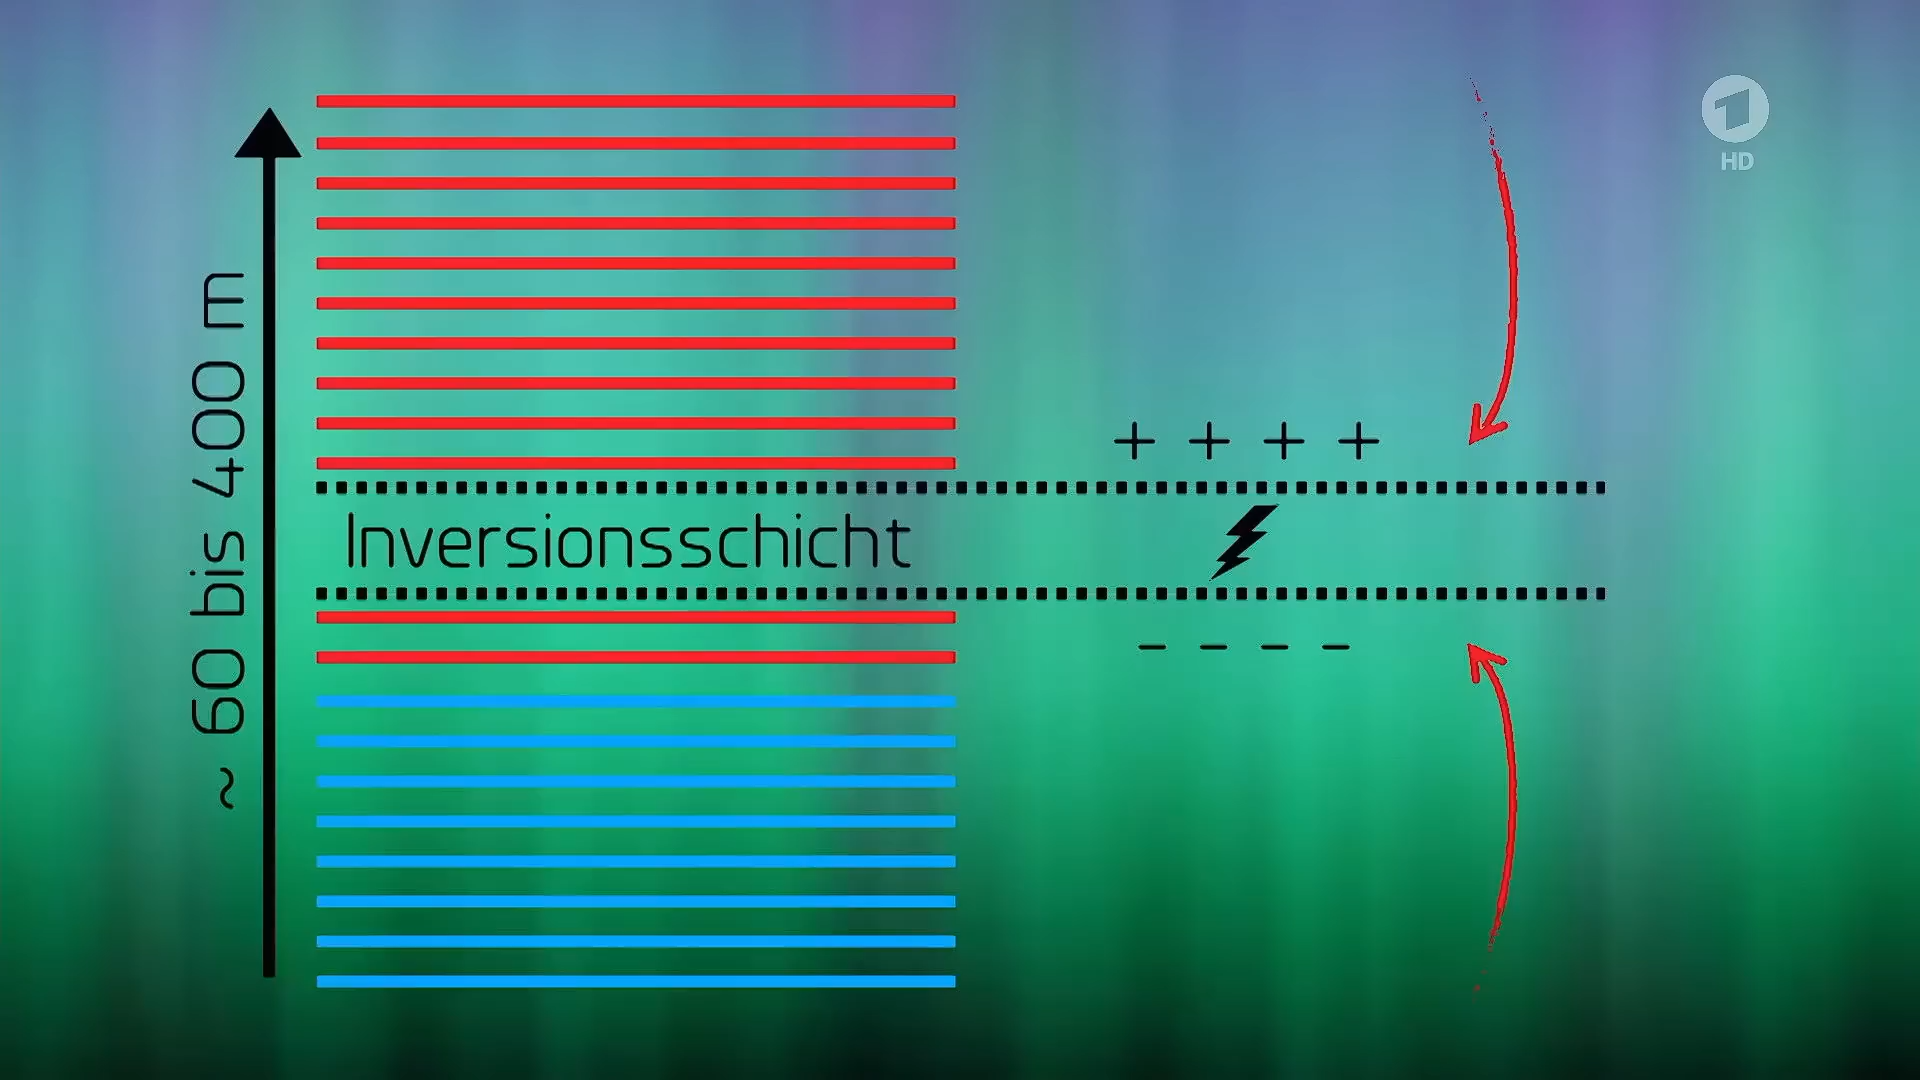 HD
~ 60 bis 400 m
+ + + +
Inversionsschicht
– – – –